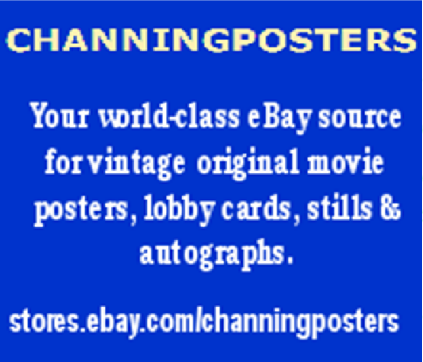 CHANNINGPOSTERS
Your world-class eBay source
for vintage original movie
posters, lobby cards, stills &
autographs.
stores.ebay.com/channingposters